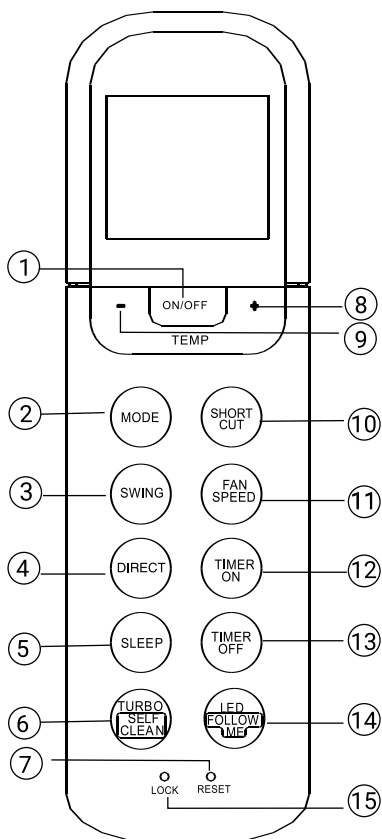 1
ON/OFF
- +
8
TEMP
9
2
MODE
SHORT
CUT
10
3
SWING
FAN
SPEED
11
4
DIRECT
TIMER
ON
12
5
SLEEP
TIMER
OFF
13
6
TURBO
SELF
CLEAN
LED
FOLLOW
ME
14
7
LOCK
RESET
15